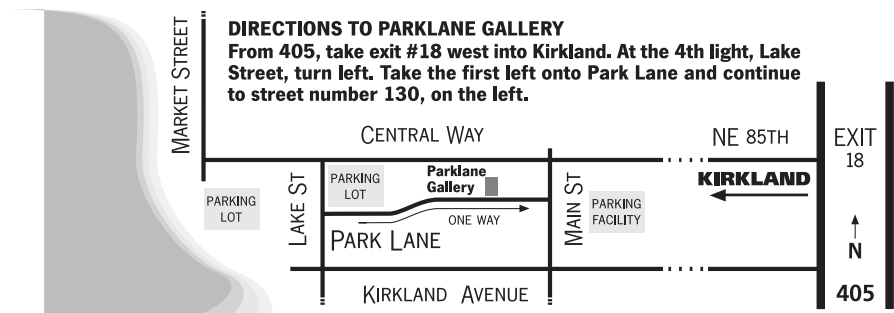 DIRECTIONS TO PARKLANE GALLERY
From 405, take exit #18 west into Kirkland. At the 4th light, Lake
Street, turn left. Take the first left onto Park Lane and continue
to street number 130, on the left.
MARKET STREET
CENTRAL WAY
NE 85TH
EXIT
18
PARKING
LOT
LAKE ST
PARKING
LOT
Parklane
Gallery
ONE WAY
PARK LANE
MAIN ST
PARKING
FACILITY
KIRKLAND
N
405
KIRKLAND AVENUE